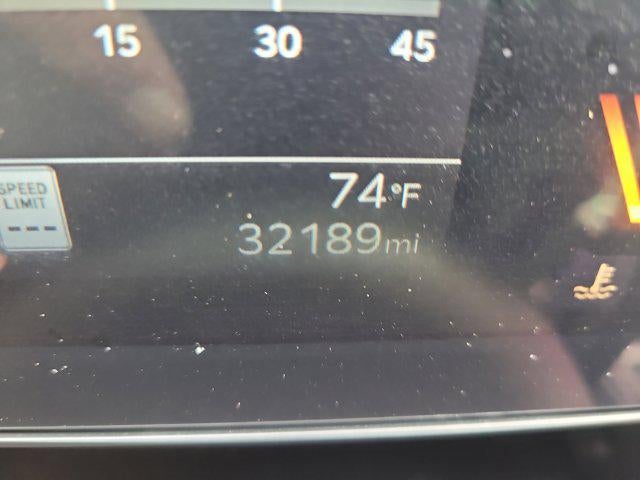 15 30 45
SPEED
LIMIT
---
74°F
32189mi